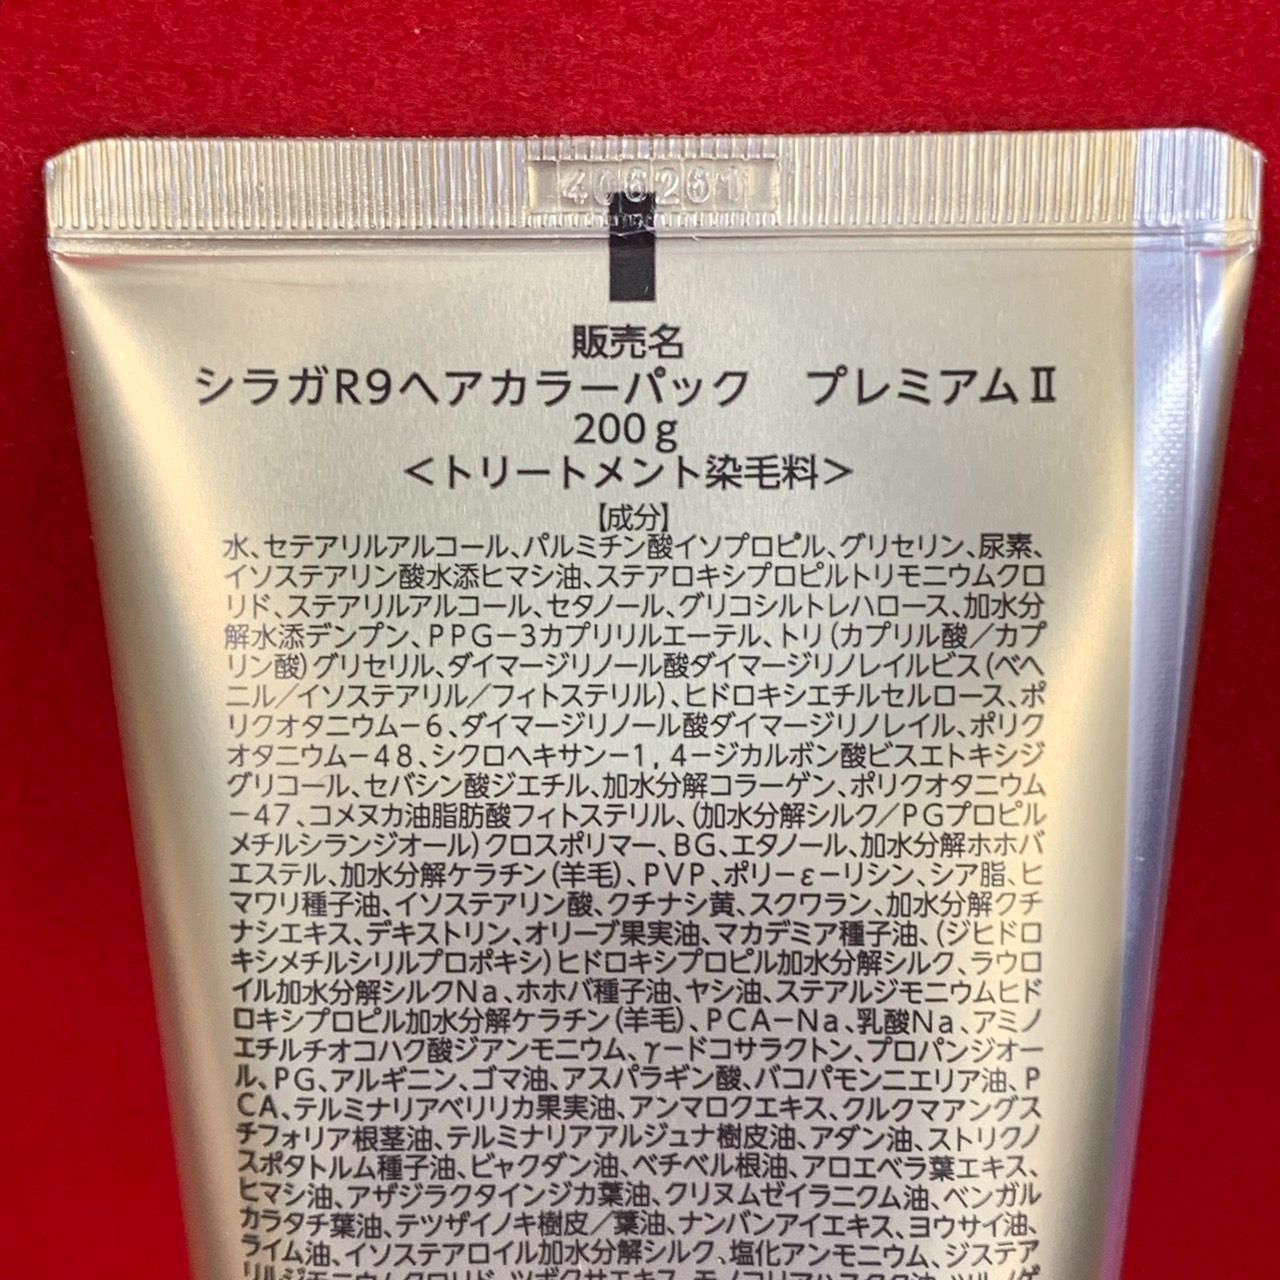 406261
販売名
シラガR9ヘアカラーパック　プレミアムⅡ
200g
＜トリートメント染毛料＞
【成分】
水、セテアリルアルコール、パルミチン酸イソプロピル、グリセリン、尿素、
イソステアリン酸水添ヒマシ油、ステアロキシプロピルトリモニウムクロ
リド、ステアリルアルコール、セタノール、グリコシルトレハロース、加水分
解水添デンプン、PPG－3カプリリルエーテル、トリ（カプリル酸／カプ
リン酸）グリセリル、ダイマージリノール酸ダイマージリノレイルビス（ベヘ
ニル／イソステアリル／フィトステリル）、ヒドロキシエチルセルロース、ポ
リクオタニウム－6、ダイマージリノール酸ダイマージリノレイル、ポリク
オタニウム－48、シクロヘキサン－1，4－ジカルボン酸ビスエトキシジ
グリコール、セバシン酸ジエチル、加水分解コラーゲン、ポリクオタニウム
－47、コメヌカ油脂肪酸フィトステリル、（加水分解シルク／PGプロピル
メチルシランジオール）クロスポリマー、BG、エタノール、加水分解ホホバ
エステル、加水分解ケラチン（羊毛）、PVP、ポリ－ε－リシン、シア脂、ヒ
マワリ種子油、イソステアリン酸、クチナシ黄、スクワラン、加水分解クチ
ナシエキス、デキストリン、オリーブ果実油、マカデミア種子油、（ジヒドロ
キシメチルシリルプロポキシ）ヒドロキシプロピル加水分解シルク、ラウロ
イル加水分解シルクNa、ホホバ種子油、ヤシ油、ステアルジモニウムヒド
ロキシプロピル加水分解ケラチン（羊毛）、PCA－Na、乳酸Na、アミノ
エチルチオコハク酸ジアンモニウム、γ－ドコサラクトン、プロパンジオー
ル、PG、アルギニン、ゴマ油、アスパラギン酸、バコパモンニエリア油、P
CA、テルミナリアベリリカ果実油、アンマロクエキス、クルクマアングス
チフォリア根茎油、テルミナリアアルジュナ樹皮油、アダン油、ストリクノ
スポタトルム種子油、ビャクダン油、ベチベル根油、アロエベラ葉エキス、
ヒマシ油、アザジラクタインジカ葉油、クリヌムゼイラニクム油、ベンガル
カラタチ葉油、テツザイノキ樹皮／葉油、ナンバンアイエキス、ヨウサイ油、
ライム油、イソステアロイル加水分解シルク、塩化アンモニウム、ジステア
リルジモニウムクロリド、ツボクサエキス、